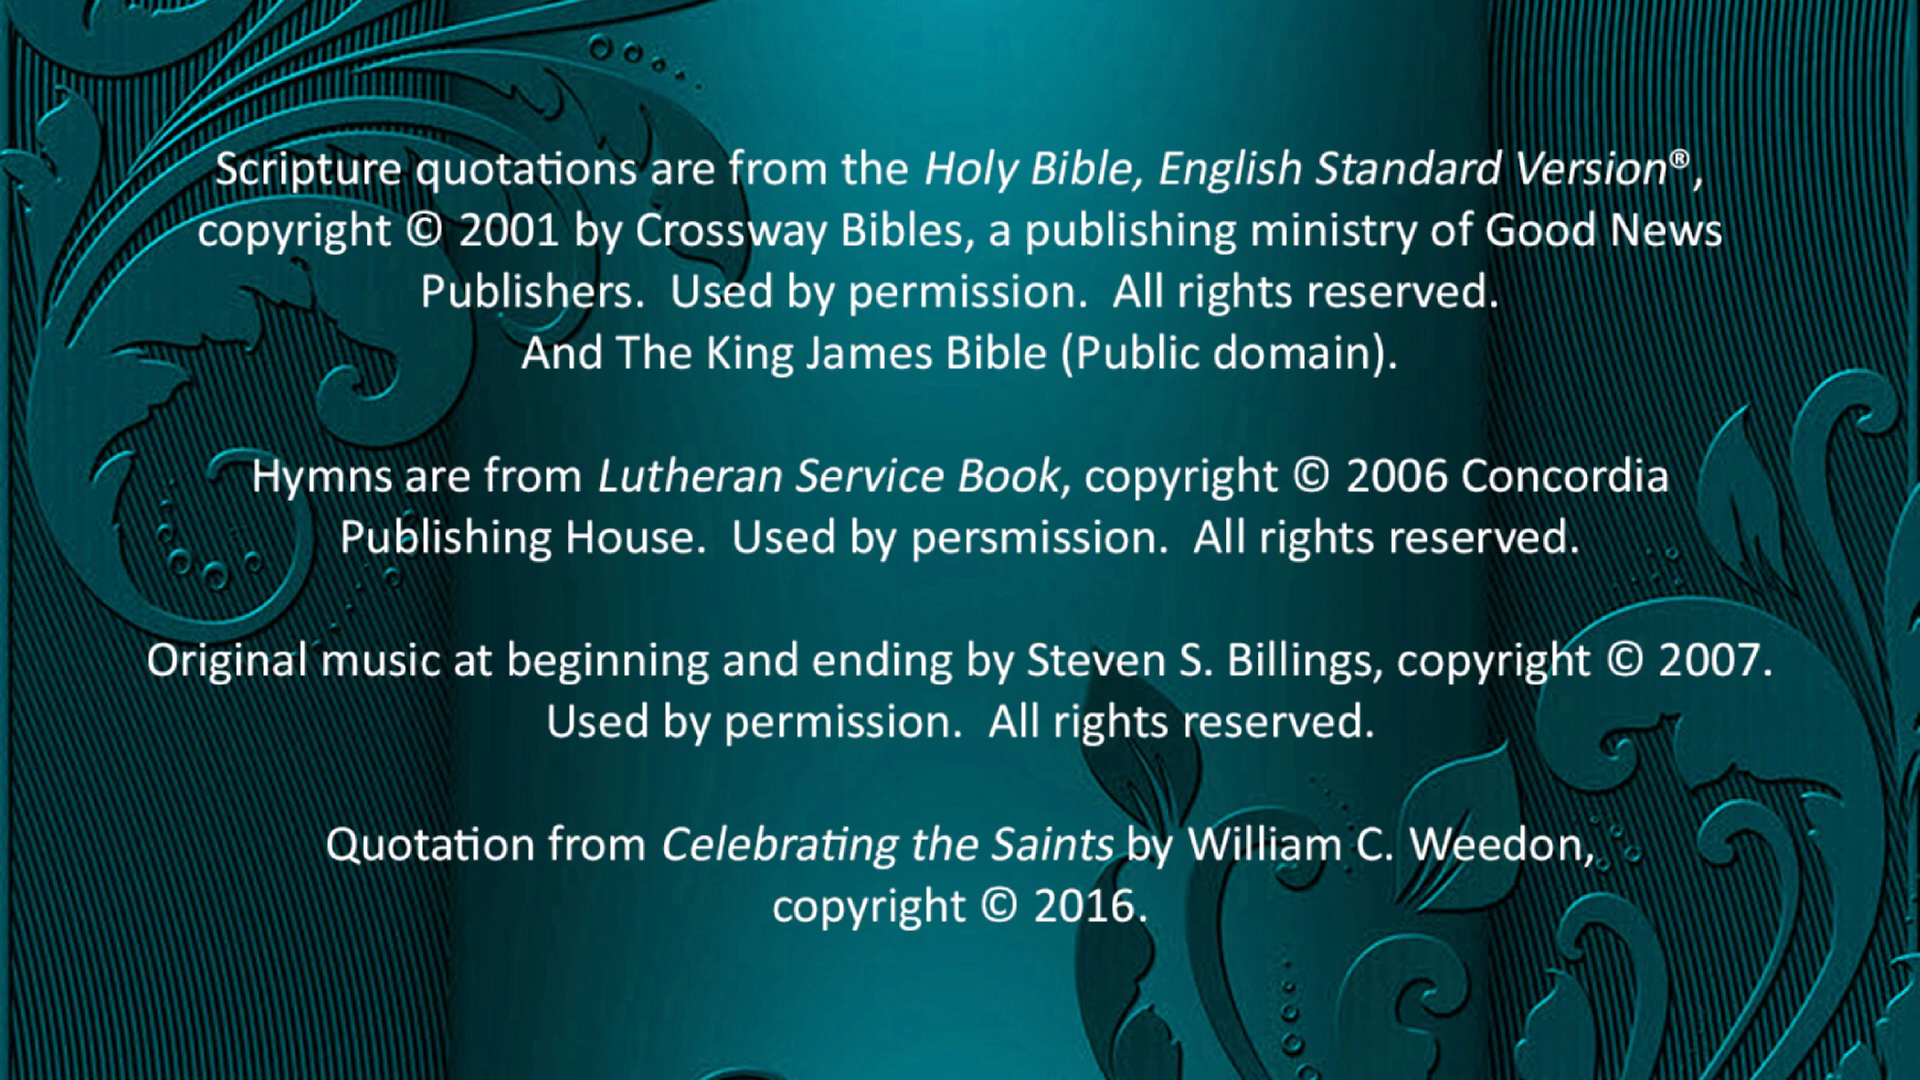 Scripture quotations are from the Holy Bible, English Standard Version®,
copyright © 2001 by Crossway Bibles, a publishing ministry of Good News
Publishers.  Used by permission.  All rights reserved.
And The King James Bible (Public domain).
Hymns are from Lutheran Service Book, copyright © 2006 Concordia
Publishing House.  Used by persmission.  All rights reserved.
Original music at beginning and ending by Steven S. Billings, copyright © 2007.
Used by permission.  All rights reserved.
Quotation from Celebrating the Saints by William C. Weedon,
copyright © 2016.